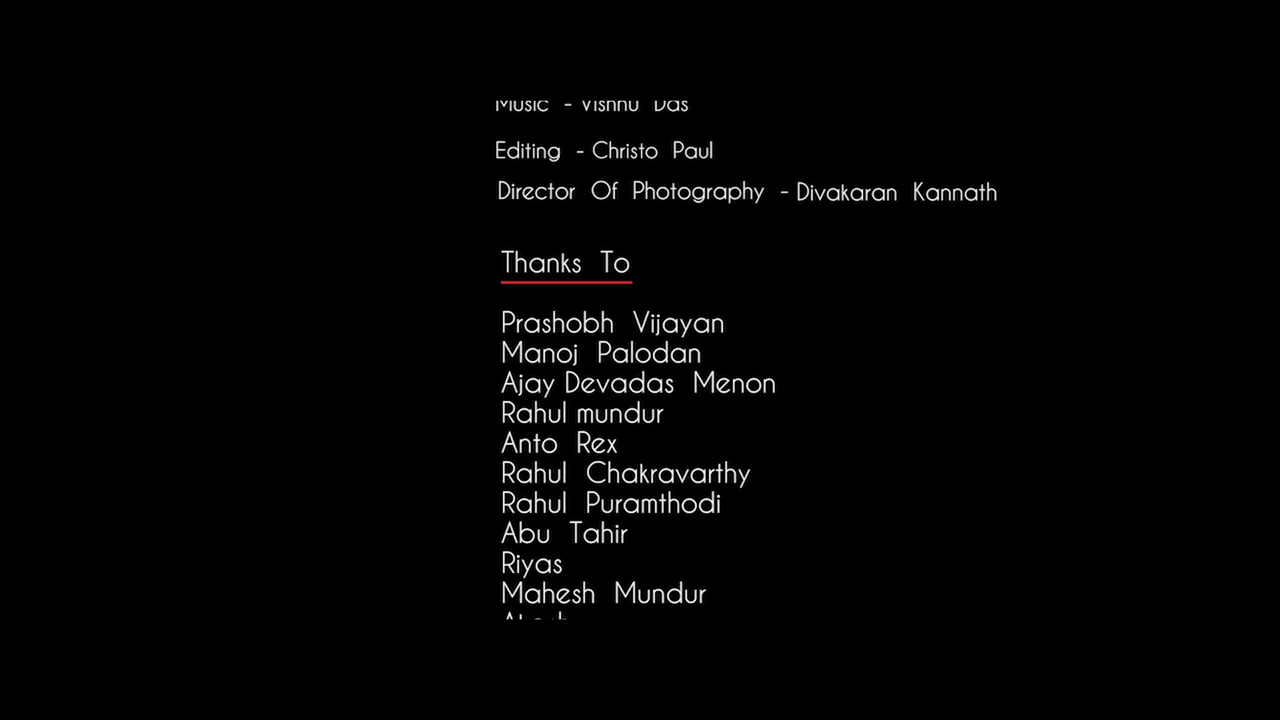 Music - Vishnu Das
Editing - Christo Paul
Director Of Photography - Divakaran Kannath
Thanks To
Prashobh Vijayan
Manoj Palodan
Ajay Devadas Menon
Rahul mundur
Anto Rex
Rahul Chakravarthy
Rahul Puramthodi
Abu Tahir
Riyas
Mahesh Mundur